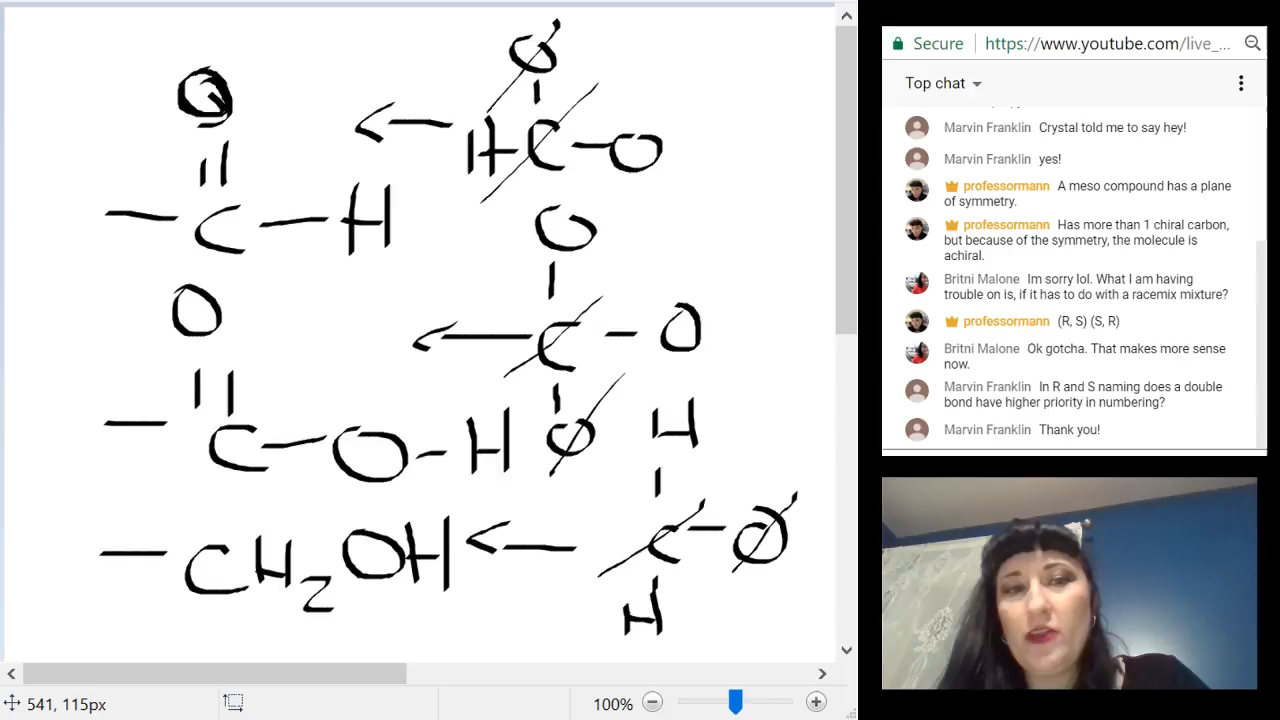 O
O
||
H-C-O
-C-H
O
C-O
O
O
||
-C-O-H
H
C-O
H
-CH2OH
541, 115px
100%
Secure
https://www.youtube.com/live_...
Top chat
Marvin Franklin Crystal told me to say hey!
Marvin Franklin yes!
professormann A meso compound has a plane
of symmetry.
professormann Has more than 1 chiral carbon,
but because of the symmetry, the molecule is
achiral.
Britni Malone Im sorry lol. What I am having
trouble on is, if it has to do with a racemix mixture?
professormann (R, S) (S, R)
Britni Malone Ok gotcha. That makes more sense
now.
Marvin Franklin In R and S naming does a double
bond have higher priority in numbering?
Marvin Franklin Thank you!